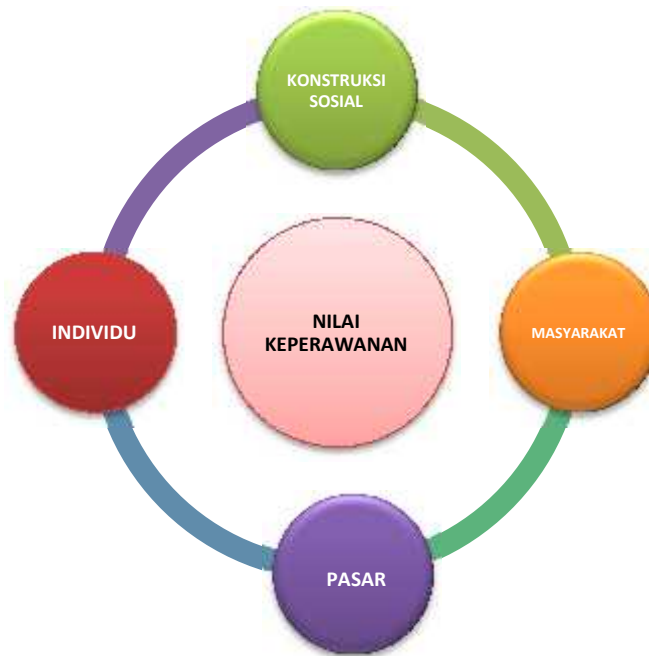 KONSTRUKSI
SOSIAL
INDIVIDU
NILAI
KEPERAWANAN
MASYARAKAT
PASAR